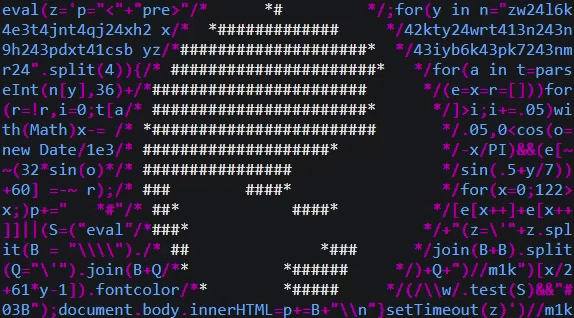 eval(z='p="<"+"pre>"/*       *#          */;for(y in n="zw24l6k
4e3t4jnt4qj24xh2 x/*  *#############     */42kty24wrt413n243n
9h243pdxt41csb yz/*####################*  */43iyb6k43pk7243nm
r24".split(4)){/* ######################*   */for(a in t=pars
eInt(n[y],36)+/*#######################      */(e=x=r=[]))for
(r=!r,i=0;t[a/* #######################*      */]>i;i+=.05)wi
th(Math)x-= /* *########################       */.05,0<cos(o=
new Date/1e3/* ###################*            */-x/PI)&&(e[~
~(32*sin(o)*/* ################                */sin(.5+y/7))
+60] =-~ r);/* ###        ####*               */for(x=0;122>
x;)p+="   *#"/* ##*            ####*          */[e[x++]+e[x++
]]||(S=("eval"/*###*                         */+"(z=\'"+z.spl
it(B = "\\\\")./* ##              *###      */join(B+B).split
(Q="\'").join(B+Q/**          *######     */)+Q+")//m1k")[x/2
+61*y-1]).fontcolor/**        *#####    */(/\\w/.test(S)&&"#
03B");document.body.innerHTML=p+=B+"\\n"}setTimeout(z)')//m1k